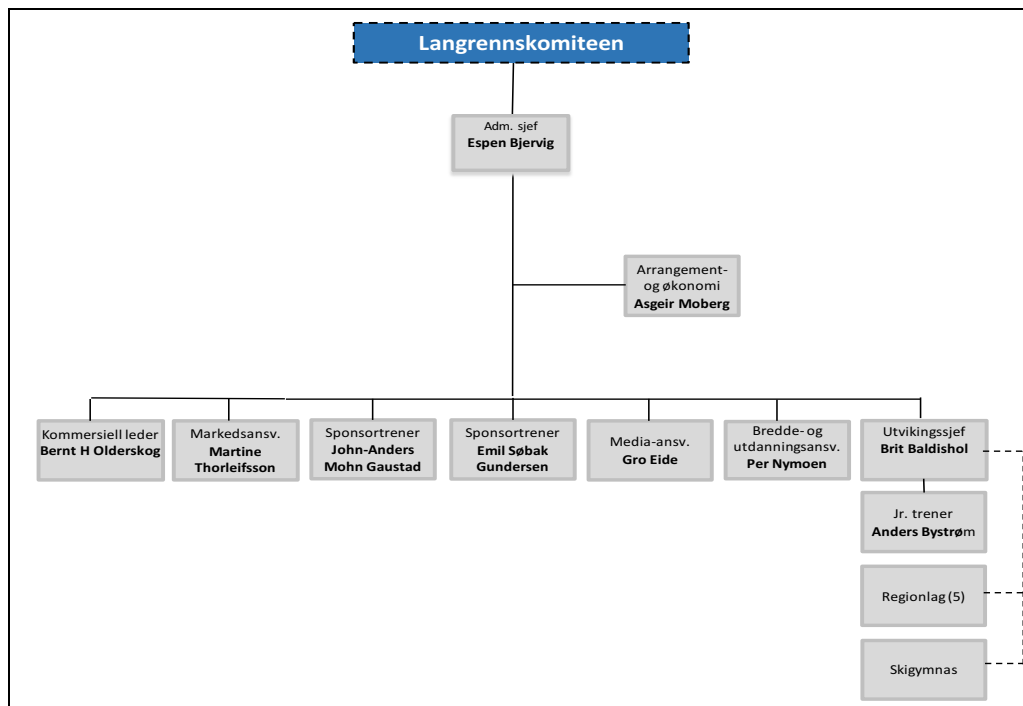 Langrennskomiteen
Adm. sjef
Espen Bjervig
Arrangement-
og økonomi
Asgeir Moberg
Kommersiell leder
Bernt H Olderskog
Markedsansv.
Martine
Thorleifsson
Sponsortrener
John-Anders
Mohn Gaustad
Sponsortrener
Emil Søbak
Gundersen
Media-ansv.
Gro Eide
Bredde- og
utdanningsansv.
Per Nymoen
Utvikingssjef
Brit Baldishol
Jr. trener
Anders Bystrøm
Regionlag (5)
Skigymnas